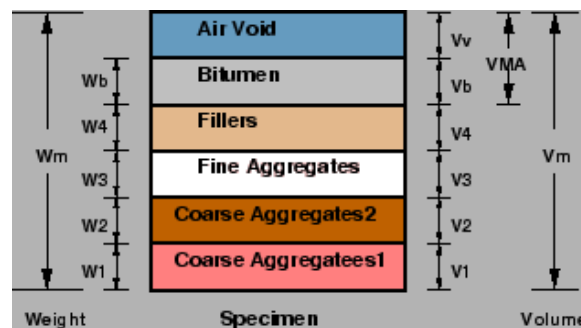 Air Void
Vv
VMA
Wb
Bitumen
Vb
W4
Fillers
V4
Wm
Vm
W3
Fine Aggregates
V3
W2
Coarse Aggregates2
V2
W1
Coarse Aggregatees1
V1
Weight
Specimen
Volume